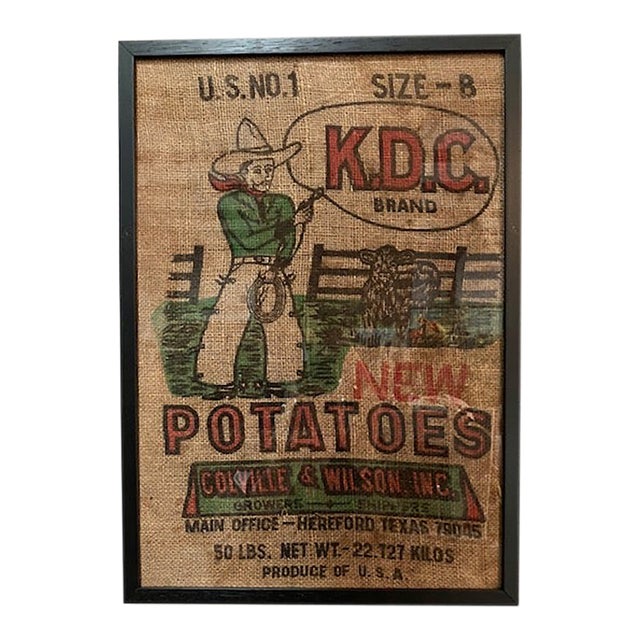 U.S. NO.1 SIZE-B
K.D.C.
BRAND
NEW
POTATOES
COLVILLE & WILSON, INC.
GROWERS — SHIPPERS
MAIN OFFICE - HEREFORD TEXAS 79045
50 LBS. NET WT. - 22.727 KILOS
PRODUCE OF U.S.A.